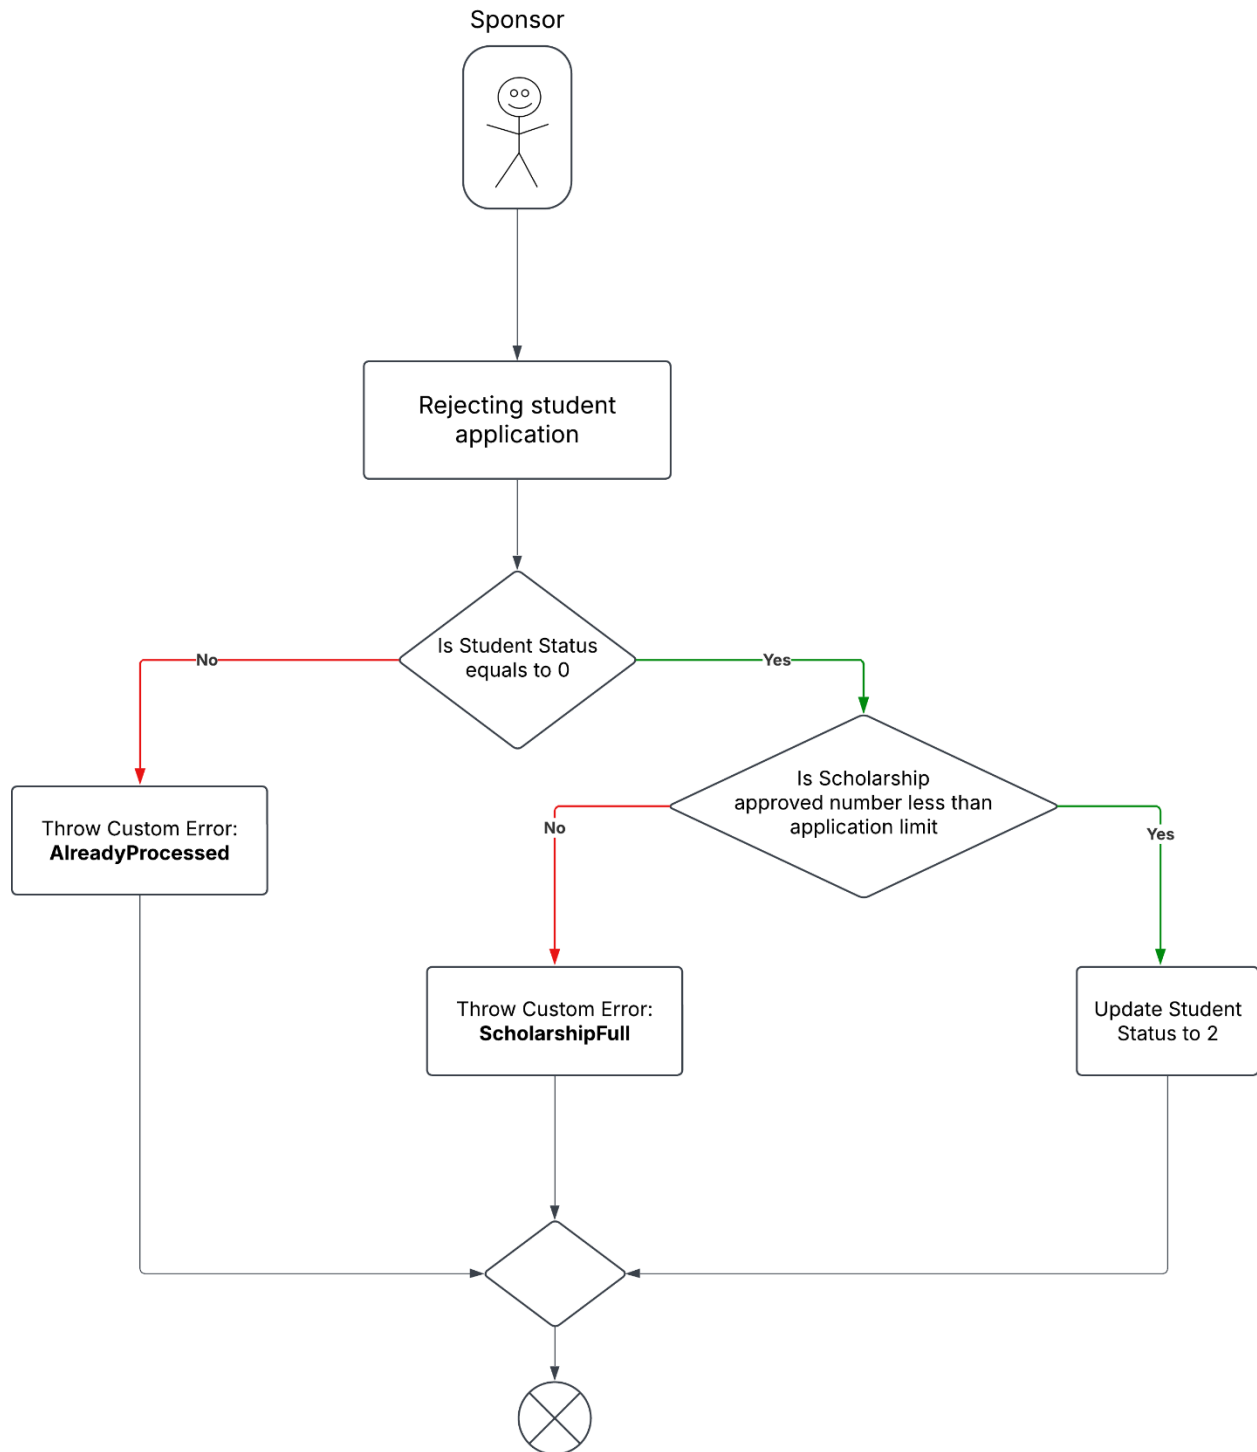 Sponsor
Rejecting student
application
Is Student Status
equals to 0
No
Yes
Is Scholarship
approved number less than
application limit
Throw Custom Error:
AlreadyProcessed
No
Yes
Throw Custom Error:
ScholarshipFull
Update Student
Status to 2